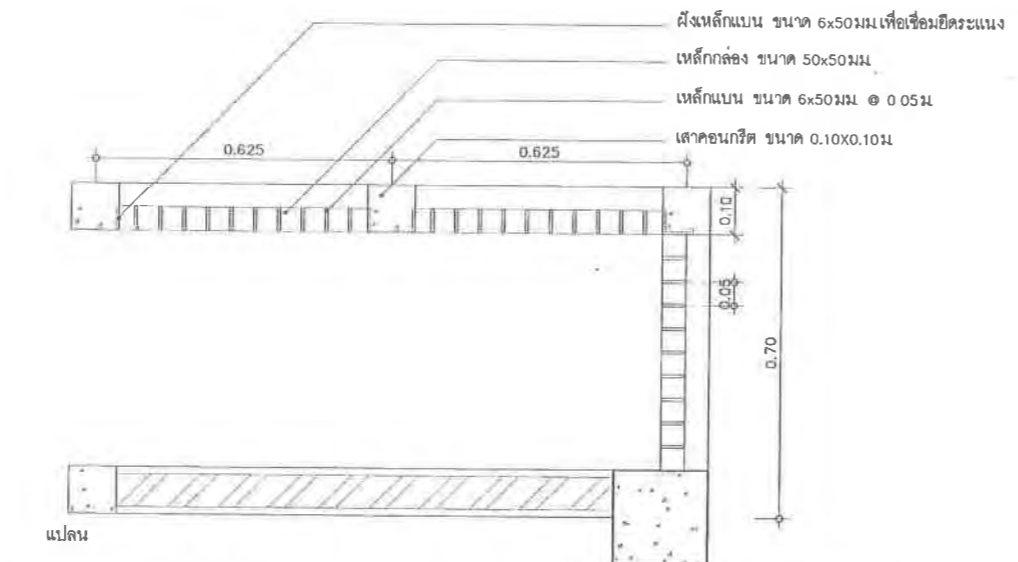 ฝังเหล็กแบน ขนาด 6x50มม.เพื่อเชื่อมยึดระแนง
เหล็กกล่อง ขนาด 50x50มม.
เหล็กแบน ขนาด 6x50มม. @ 0.05ม.
เสาคอนกรีต ขนาด 0.10X0.10ม.
0.625
0.625
0.10
0.05
0.70
แปลน